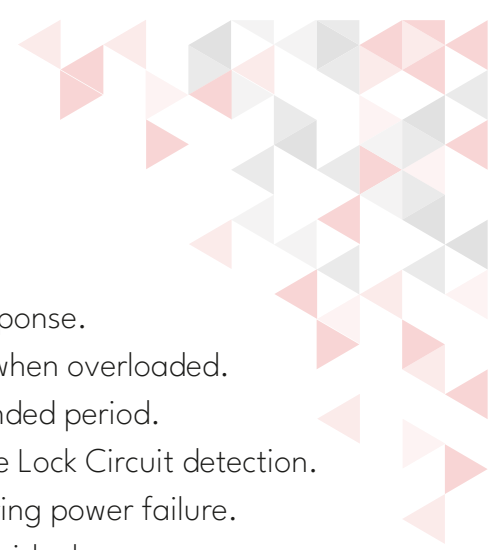 ponse.
when overloaded.
nded period.
e Lock Circuit detection.
ing power failure.